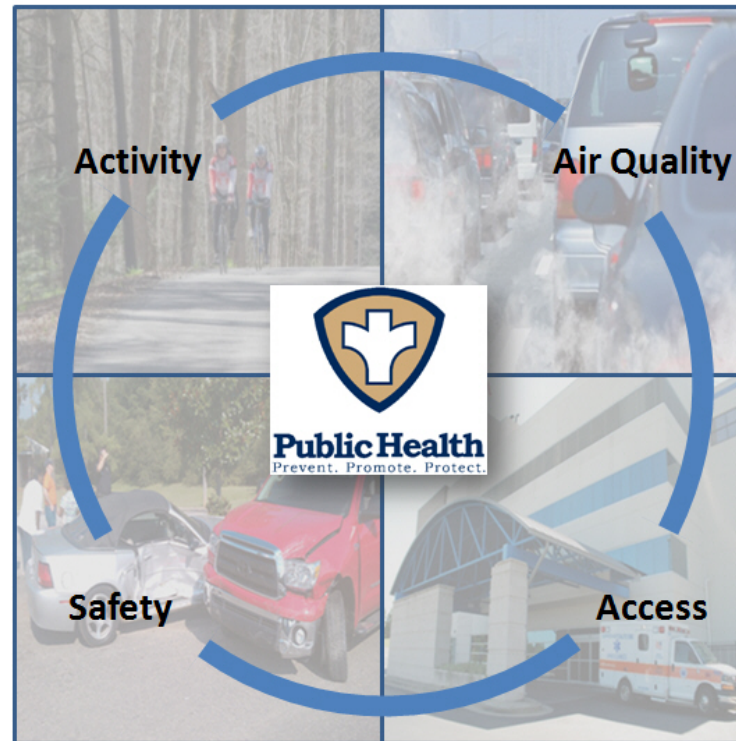 Activity
Air Quality
Public Health
Prevent. Promote. Protect.
Safety
Access